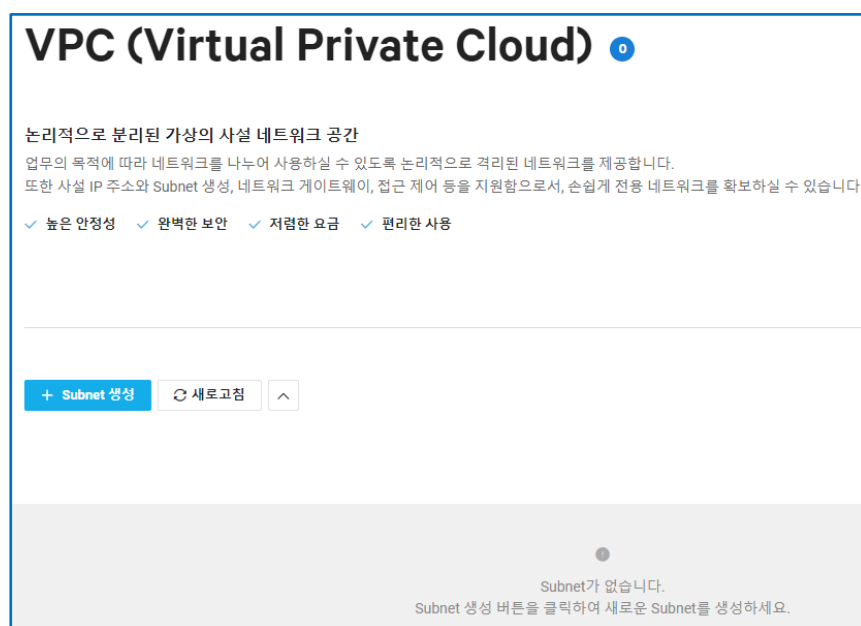 VPC (Virtual Private Cloud) 0
논리적으로 분리된 가상의 사설 네트워크 공간
업무의 목적에 따라 네트워크를 나누어 사용하실 수 있도록 논리적으로 격리된 네트워크를 제공합니다.
또한 사설 IP 주소와 Subnet 생성, 네트워크 게이트웨이, 접근 제어 등을 지원함으로서, 손쉽게 전용 네트워크를 확보하실 수 있습니다
높은 안정성 완벽한 보안 저렴한 요금 편리한 사용
+ Subnet 생성 새로고침
Subnet가 없습니다.
Subnet 생성 버튼을 클릭하여 새로운 Subnet를 생성하세요.